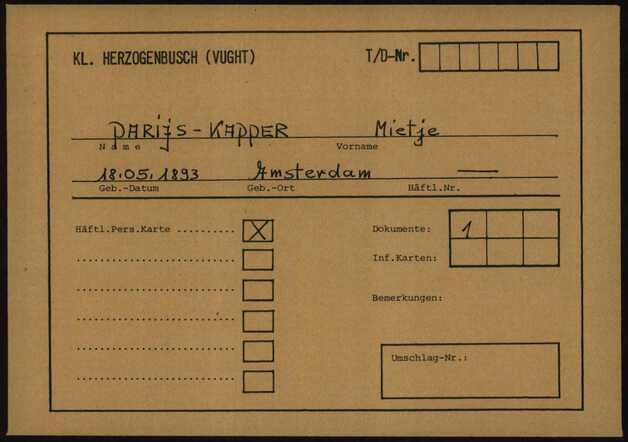 KL. HERZOGENBUSCH (VUGHT) T/D-Nr.
PARIJS - KAPPER Mietje
Name Vorname
18.05.1893 Amsterdam —
Geb.-Datum Geb.-Ort Häftl.Nr.
Häftl.Pers.Karte .......... X Dokumente: 1
Inf.Karten:
Bemerkungen:
Umschlag-Nr.: